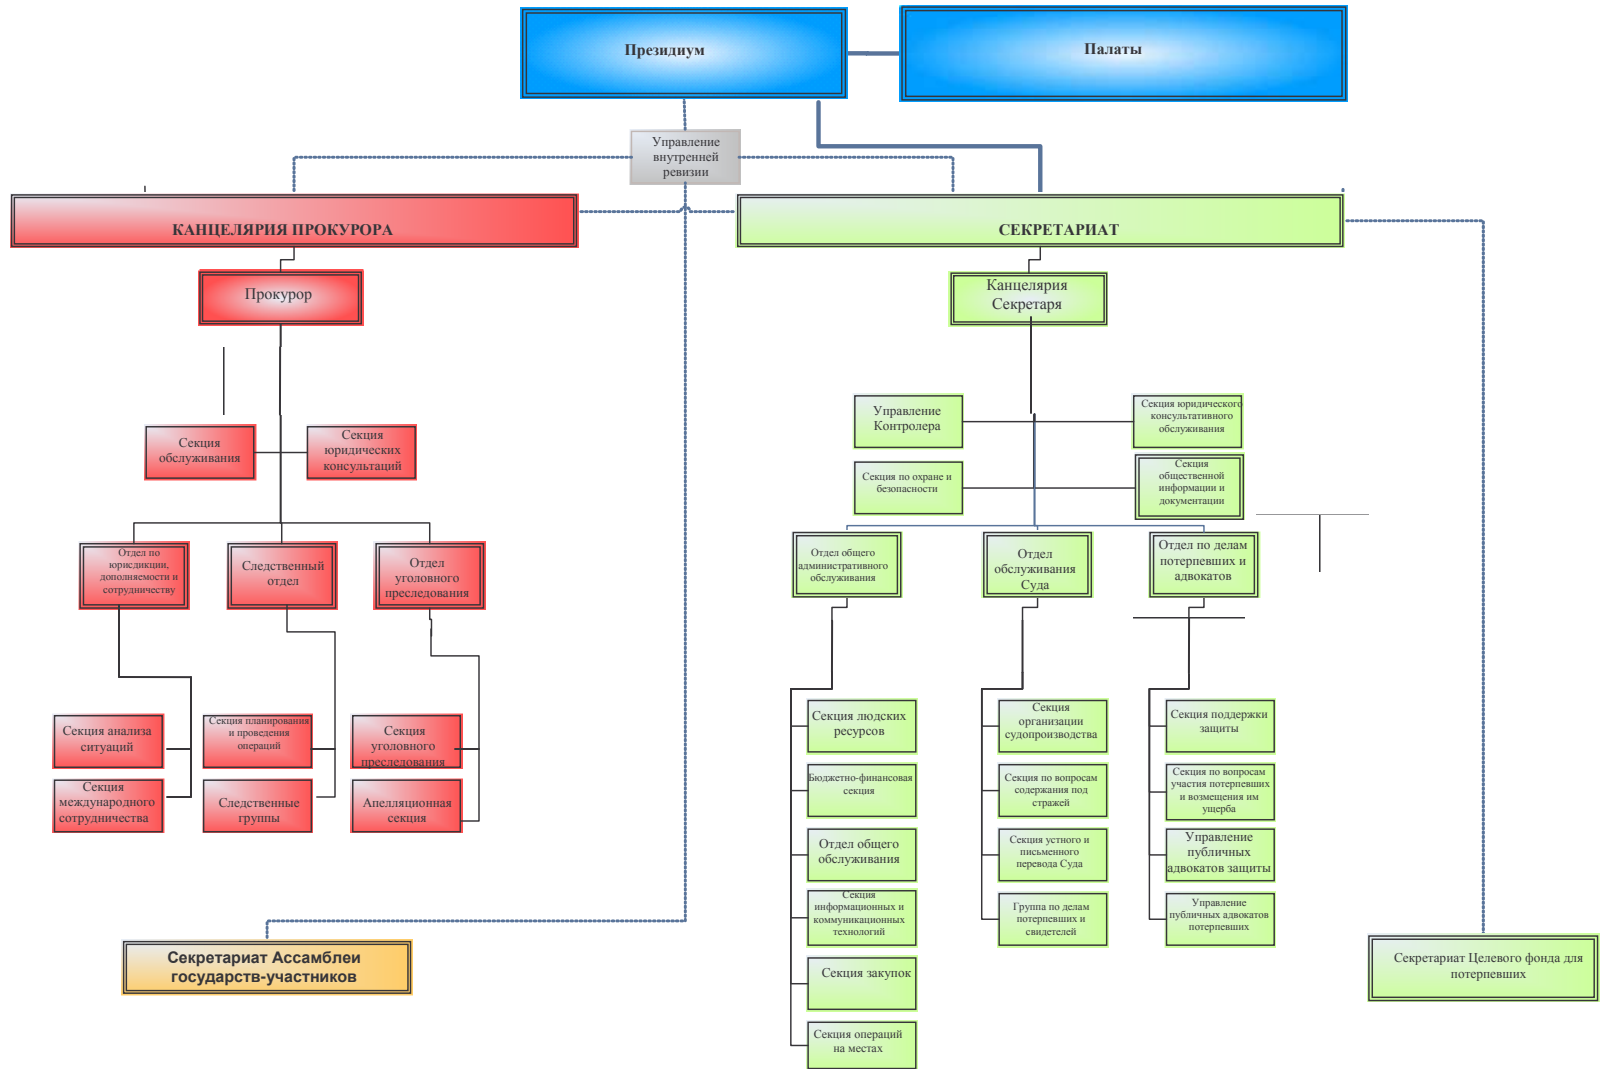 Президиум
Палаты
Управление
внутренней
ревизии
КАНЦЕЛЯРИЯ ПРОКУРОРА
СЕКРЕТАРИАТ
Прокурор
Канцелярия
Секретаря
Секция
обслуживания
Секция
юридических
консультаций
Управление
Контролера
Секция юридического
консультативного
обслуживания
Секция по охране и
безопасности
Секция
общественной
информации и
документации
Отдел по
юрисдикции,
дополняемости и
сотрудничеству
Следственный
отдел
Отдел
уголовного
преследования
Отдел общего
административного
обслуживания
Отдел
обслуживания
Суда
Отдел по делам
потерпевших и
адвокатов
Секция анализа
ситуаций
Секция планирования
и проведения
операций
Секция
уголовного
преследования
Секция
международного
сотрудничества
Следственные
группы
Апелляционная
секция
Секция людских
ресурсов
Бюджетно-финансовая
секция
Отдел общего
обслуживания
Секция
информационных и
коммуникационных
технологий
Секция закупок
Секция операций
на местах
Секция
организации
судопроизводства
Секция по вопросам
содержания под
стражей
Секция устного и
письменного
перевода Суда
Группа по делам
потерпевших и
свидетелей
Секция поддержки
защиты
Секция по вопросам
участия потерпевших
и возмещения им
ущерба
Управление
публичных
адвокатов защиты
Управление
публичных адвокатов
потерпевших
Секретариат Ассамблеи
государств-участников
Секретариат Целевого фонда для
потерпевших